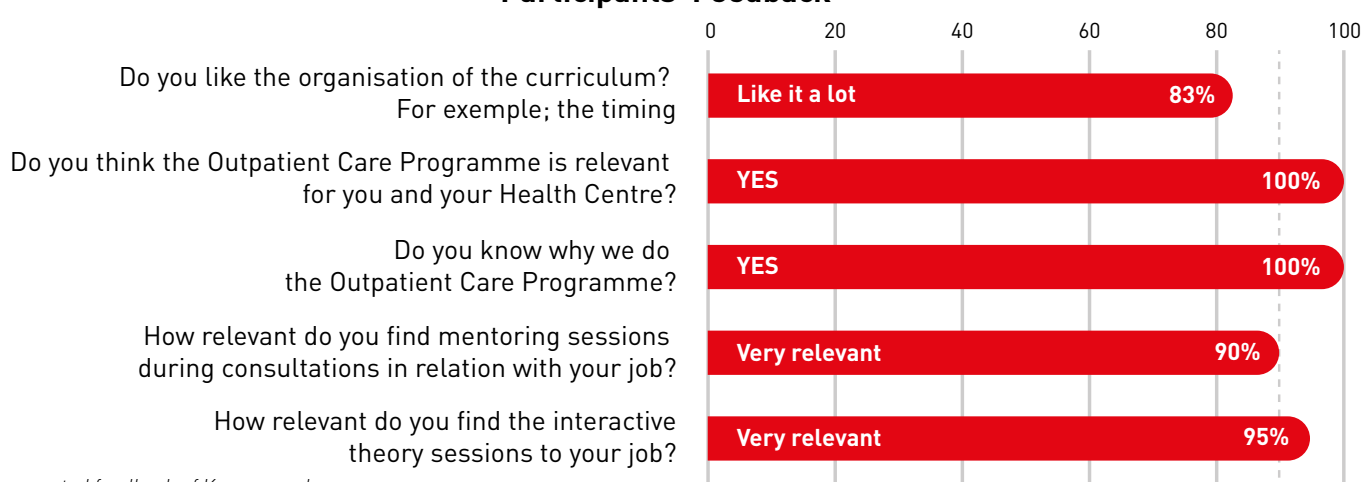 Participants' Feedback
0 20 40 60 80 100
Do you like the organisation of the curriculum?
For exemple; the timing
Like it a lot 83%
Do you think the Outpatient Care Programme is relevant
for you and your Health Centre?
YES 100%
Do you know why we do
the Outpatient Care Programme?
YES 100%
How relevant do you find mentoring sessions
during consultations in relation with your job?
Very relevant 90%
How relevant do you find the interactive
theory sessions to your job?
Very relevant 95%